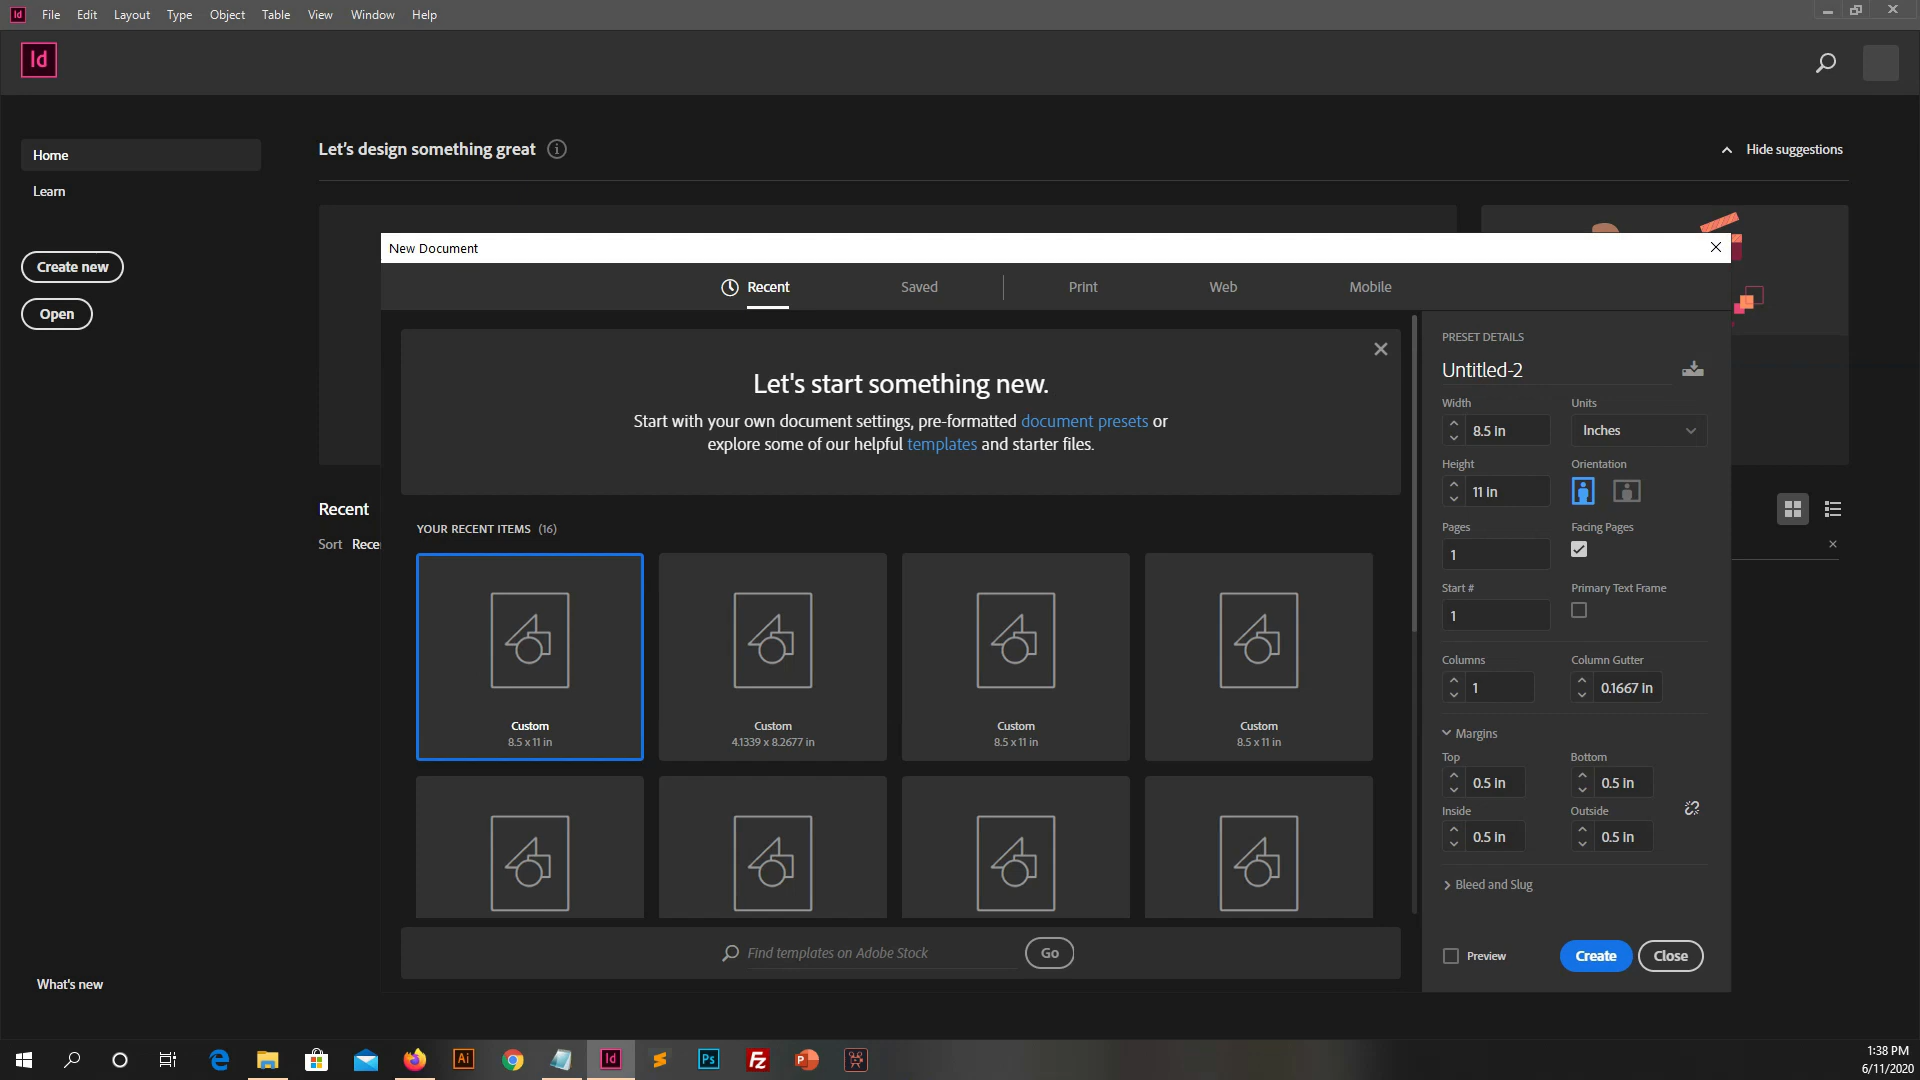 Id
File Edit Layout Type Object Table View Window Help
Id
Home
Learn
Create new
Open
Let's design something great
Hide suggestions
Recent
Sort Rece
What's new
New Document
Recent Saved Print Web Mobile
Let's start something new.
Start with your own document settings, pre-formatted document presets or
explore some of our helpful templates and starter files.
YOUR RECENT ITEMS (16)
Custom
8.5 x 11 in
Custom
4.1339 x 8.2677 in
Custom
8.5 x 11 in
Custom
8.5 x 11 in
Find templates on Adobe Stock
Go
PRESET DETAILS
Untitled-2
Width Units
8.5 in Inches
Height Orientation
11 in
Pages Facing Pages
1
Start # Primary Text Frame
1
Columns Column Gutter
1 0.1667 in
Margins
Top Bottom
0.5 in 0.5 in
Inside Outside
0.5 in 0.5 in
Bleed and Slug
Preview Create Close
Ai Id Ps Fz P
1:38 PM
6/11/2020